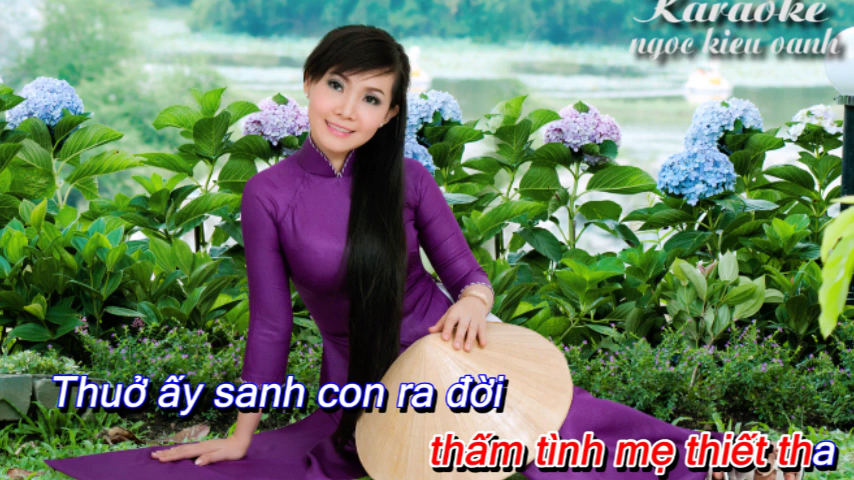 Karaoke
ngoc kieu oanh
Thuở ấy sanh con ra đời
thấm tình mẹ thiết tha